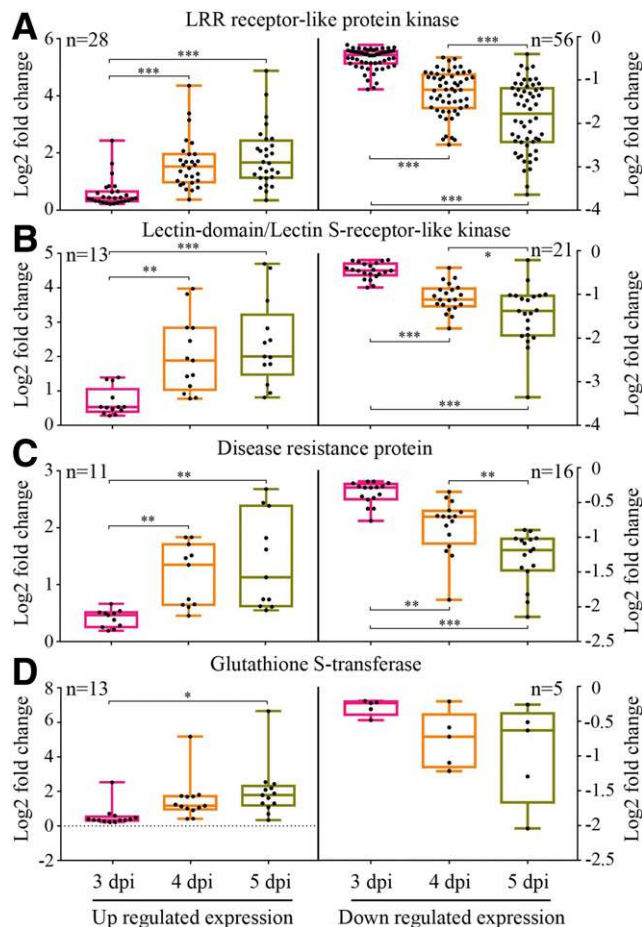 A
LRR receptor-like protein kinase
n=28
n=56
Log2 fold change
6
4
2
0
***
***
***
***
***
0
-1
-2
-3
-4
Log2 fold change
B
Lectin-domain/Lectin S-receptor-like kinase
n=13
n=21
Log2 fold change
5
4
3
2
1
0
***
**
*
***
***
0
-1
-2
-3
-4
Log2 fold change
C
Disease resistance protein
n=11
n=16
Log2 fold change
3
2
1
0
**
**
**
**
***
0
-0.5
-1
-1.5
-2
-2.5
Log2 fold change
D
Glutathione S-transferase
n=13
n=5
Log2 fold change
8
6
4
2
0
-2
*
0
-0.5
-1
-1.5
-2
-2.5
Log2 fold change
3 dpi 4 dpi 5 dpi 3 dpi 4 dpi 5 dpi
Up regulated expression Down regulated expression